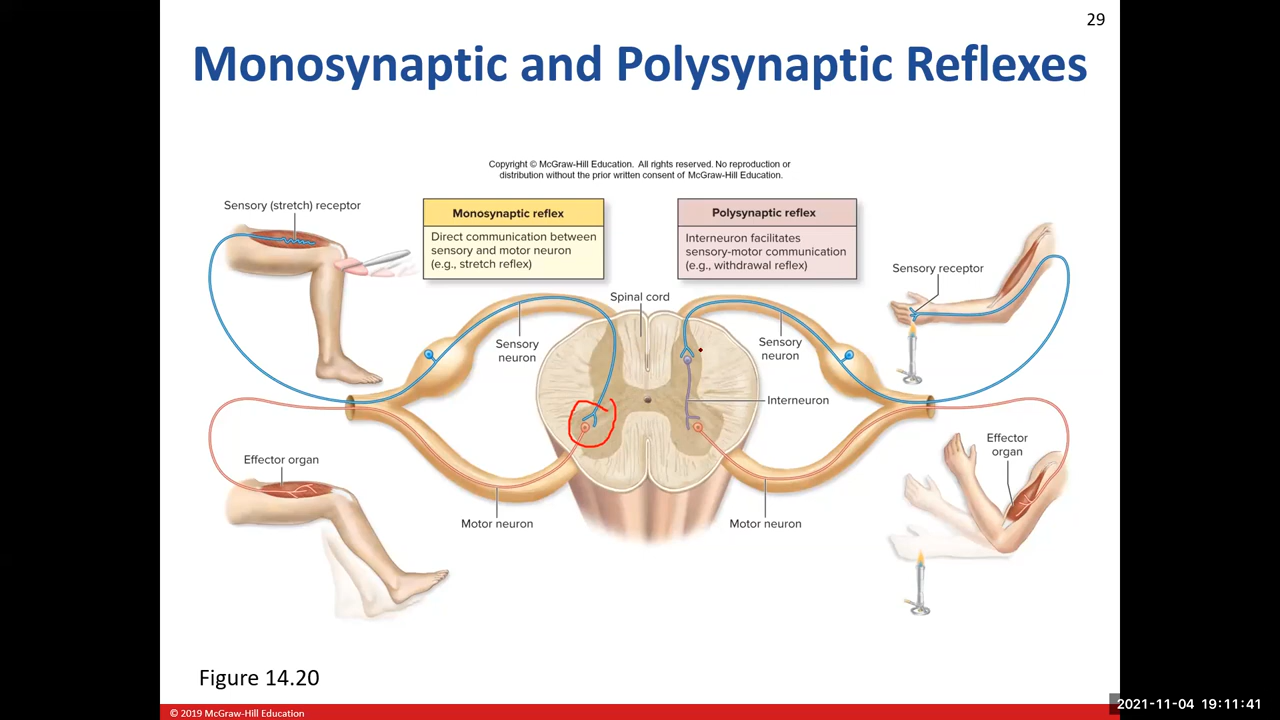 29
Monosynaptic and Polysynaptic Reflexes
Copyright © McGraw-Hill Education. All rights reserved. No reproduction or
distribution without the prior written consent of McGraw-Hill Education.
Sensory (stretch) receptor
Monosynaptic reflex
Direct communication between
sensory and motor neuron
(e.g., stretch reflex)
Polysynaptic reflex
Interneuron facilitates
sensory-motor communication
(e.g., withdrawal reflex)
Sensory receptor
Spinal cord
Sensory
neuron
Sensory
neuron
Interneuron
Effector organ
Effector
organ
Motor neuron
Motor neuron
Figure 14.20
© 2019 McGraw-Hill Education
2021-11-04 19:11:41